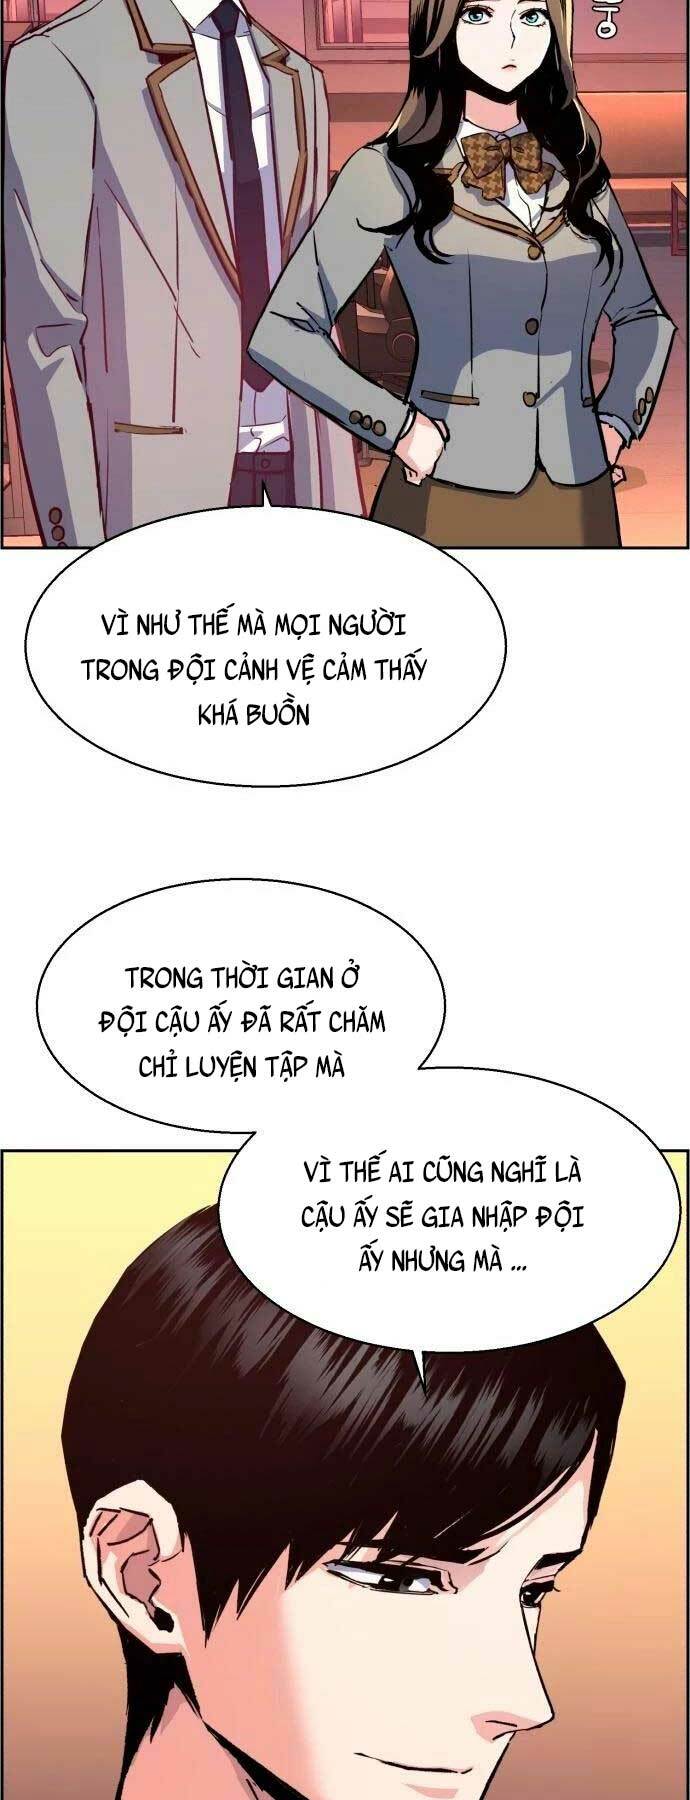 VÌ NHƯ THẾ MÀ MỌI NGƯỜI
TRONG ĐỘI CẢNH VỆ CẢM THẤY
KHÁ BUỒN
TRONG THỜI GIAN Ở
ĐỘI CẬU ẤY ĐÃ RẤT CHĂM
CHỈ LUYỆN TẬP MÀ
VÌ THẾ AI CŨNG NGHĨ LÀ
CẬU ẤY SẼ GIA NHẬP ĐỘI
ẤY NHƯNG MÀ ...